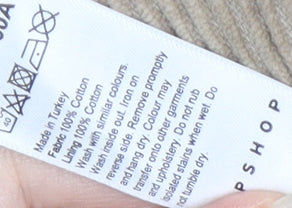 Made in Turkey
Fabric 100% Cotton
Lining 100% Cotton
Wash with similar colours.
Wash inside out. Iron on
reverse side. Remove promptly
and hang dry. Colour may
transfer onto other garments
and upholstery. Do not rub
isolated stains when wet. Do
not tumble dry.
PSHOP
40